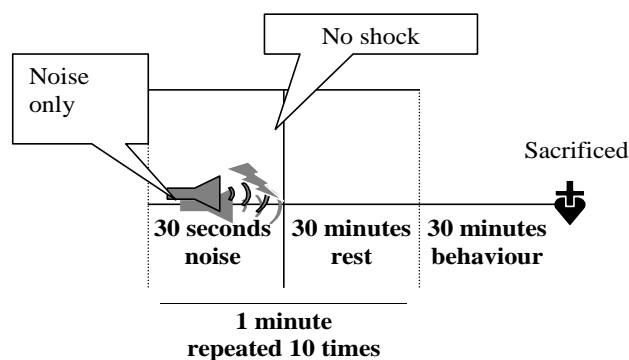 No shock
Noise
only
Sacrificed
30 seconds
noise
30 minutes
rest
30 minutes
behaviour
1 minute
repeated 10 times